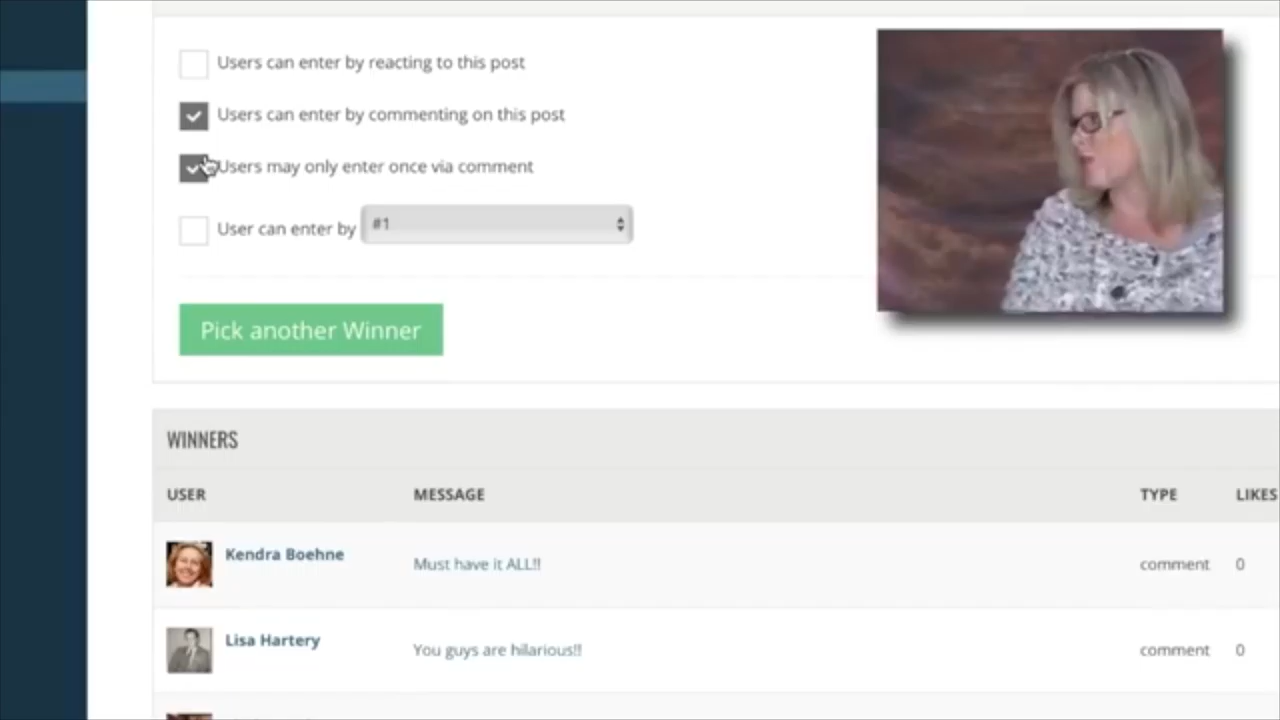 Users can enter by reacting to this post
Users can enter by commenting on this post
Users may only enter once via comment
User can enter by #1
Pick another Winner
WINNERS
USER MESSAGE TYPE LIKES
Kendra Boehne Must have it ALL!! comment 0
Lisa Hartery You guys are hilarious!! comment 0